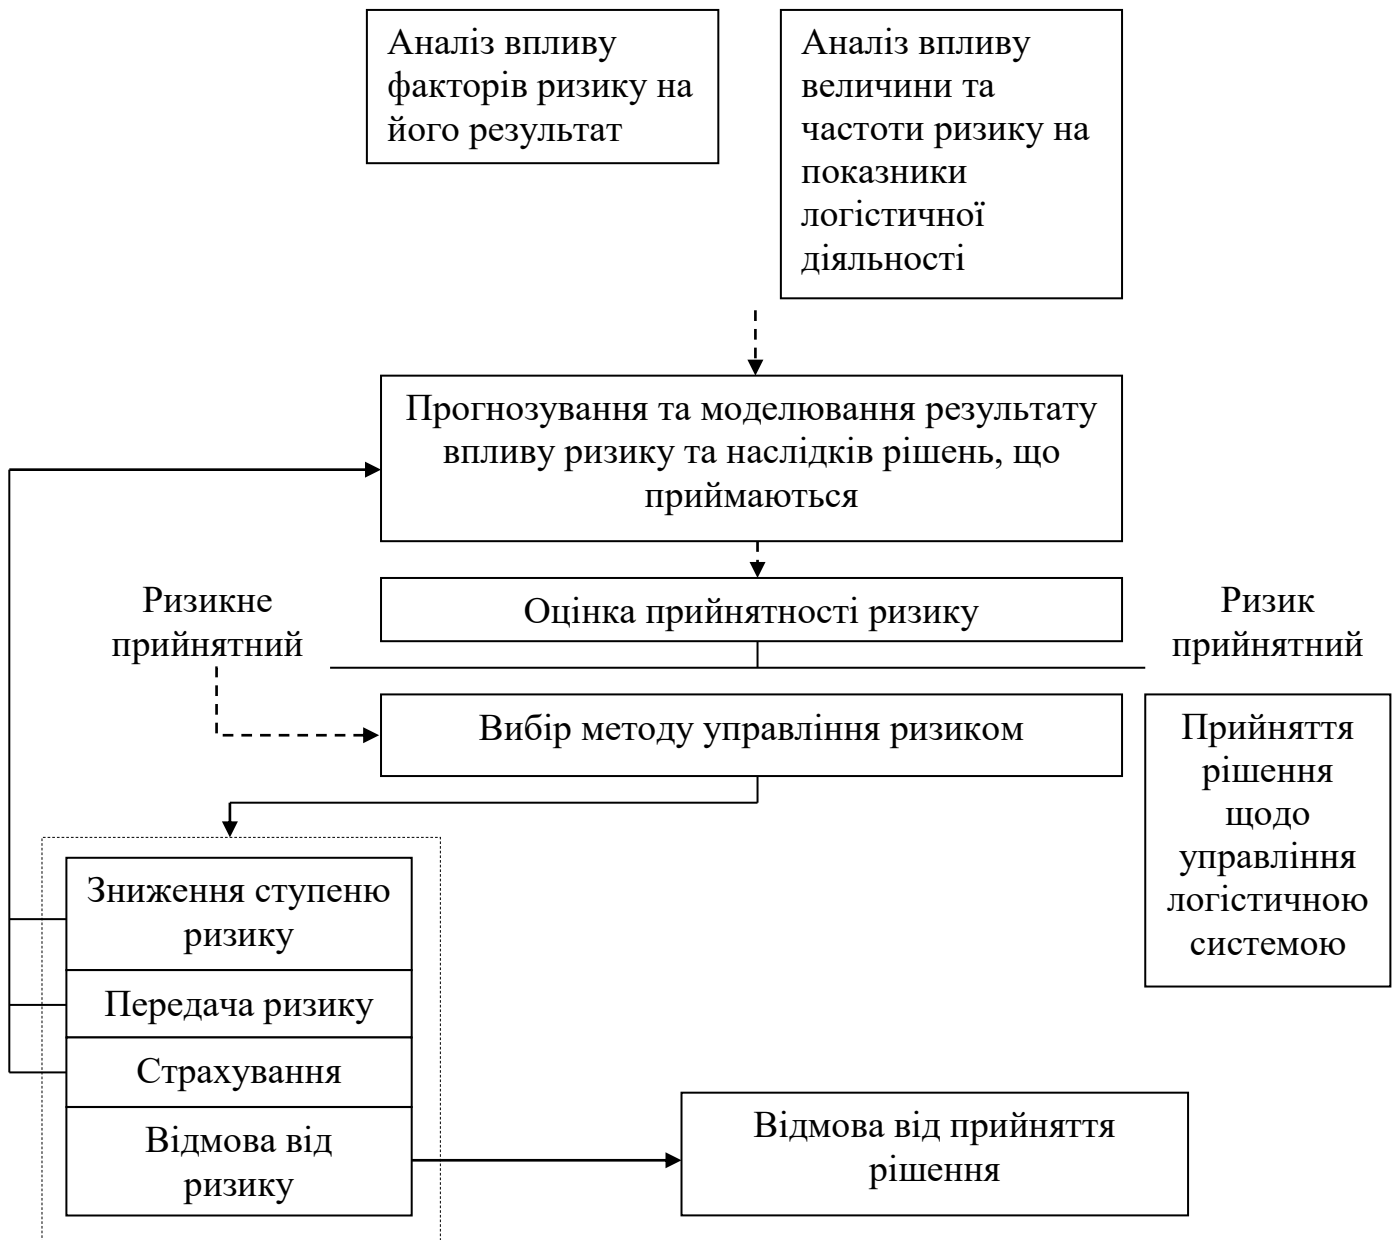 Аналіз впливу
факторів ризику на
його результат
Аналіз впливу
величини та
частоти ризику на
показники
логістичної
діяльності
Прогнозування та моделювання результату
впливу ризику та наслідків рішень, що
приймаються
Ризикне
прийнятний
Оцінка прийнятності ризику
Ризик
прийнятний
Вибір методу управління ризиком
Прийняття
рішення
щодо
управління
логістичною
системою
Зниження ступеню
ризику
Передача ризику
Страхування
Відмова від
ризику
Відмова від прийняття
рішення